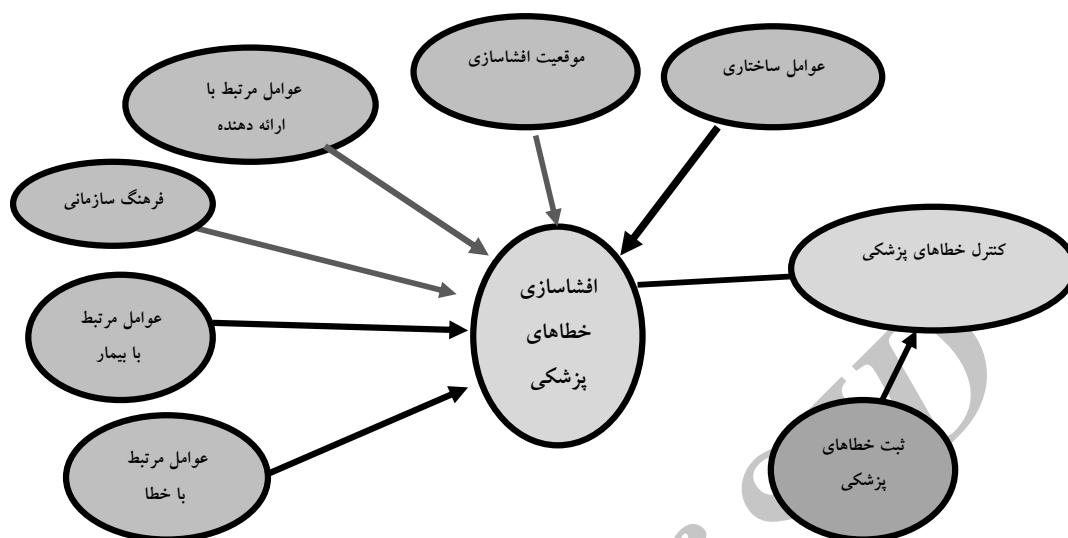 عوامل ساختاری
موقعیت افشاسازی
عوامل مرتبط با
ارائه دهنده
فرهنگ سازمانی
عوامل مرتبط
با بیمار
عوامل مرتبط
با خطا
افشاسازی
خطاهای
پزشکی
کنترل خطاهای پزشکی
ثبت خطاهای
پزشکی